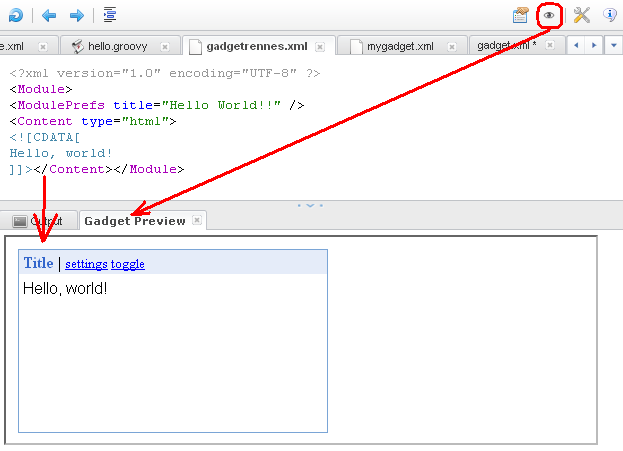 e.xml hello.groovy gadgetrennes.xml mygadget.xml gadget.xml *
<?xml version="1.0" encoding="UTF-8" ?>
<Module>
<ModulePrefs title="Hello World!!" />
<Content type="html">
<![CDATA[
Hello, world!
]]></Content></Module>
Output Gadget Preview
Title | settings toggle
Hello, world!